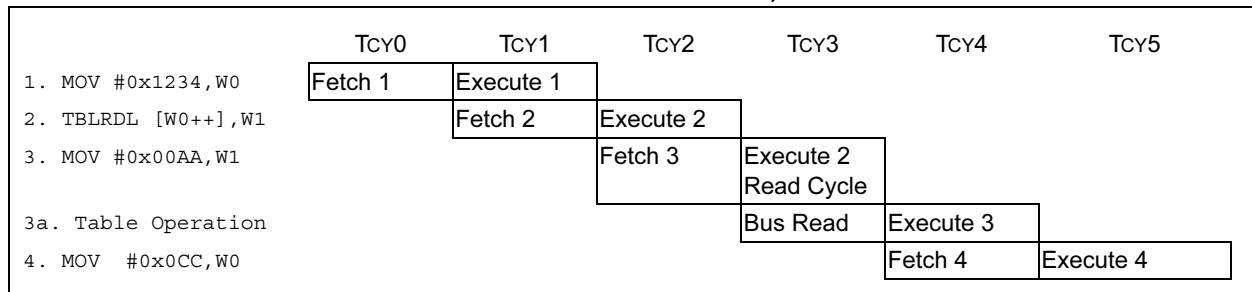 TCY0 TCY1 TCY2 TCY3 TCY4 TCY5
1. MOV #0x1234,W0 Fetch 1 Execute 1
2. TBLRDL [W0++],W1 Fetch 2 Execute 2
3. MOV #0x00AA,W1 Fetch 3 Execute 2
Read Cycle
3a. Table Operation Bus Read Execute 3
4. MOV #0x0CC,W0 Fetch 4 Execute 4